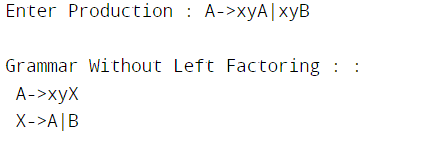 Enter Production : A->xyA|xyB
Grammar Without Left Factoring : :
A->xyX
X->A|B